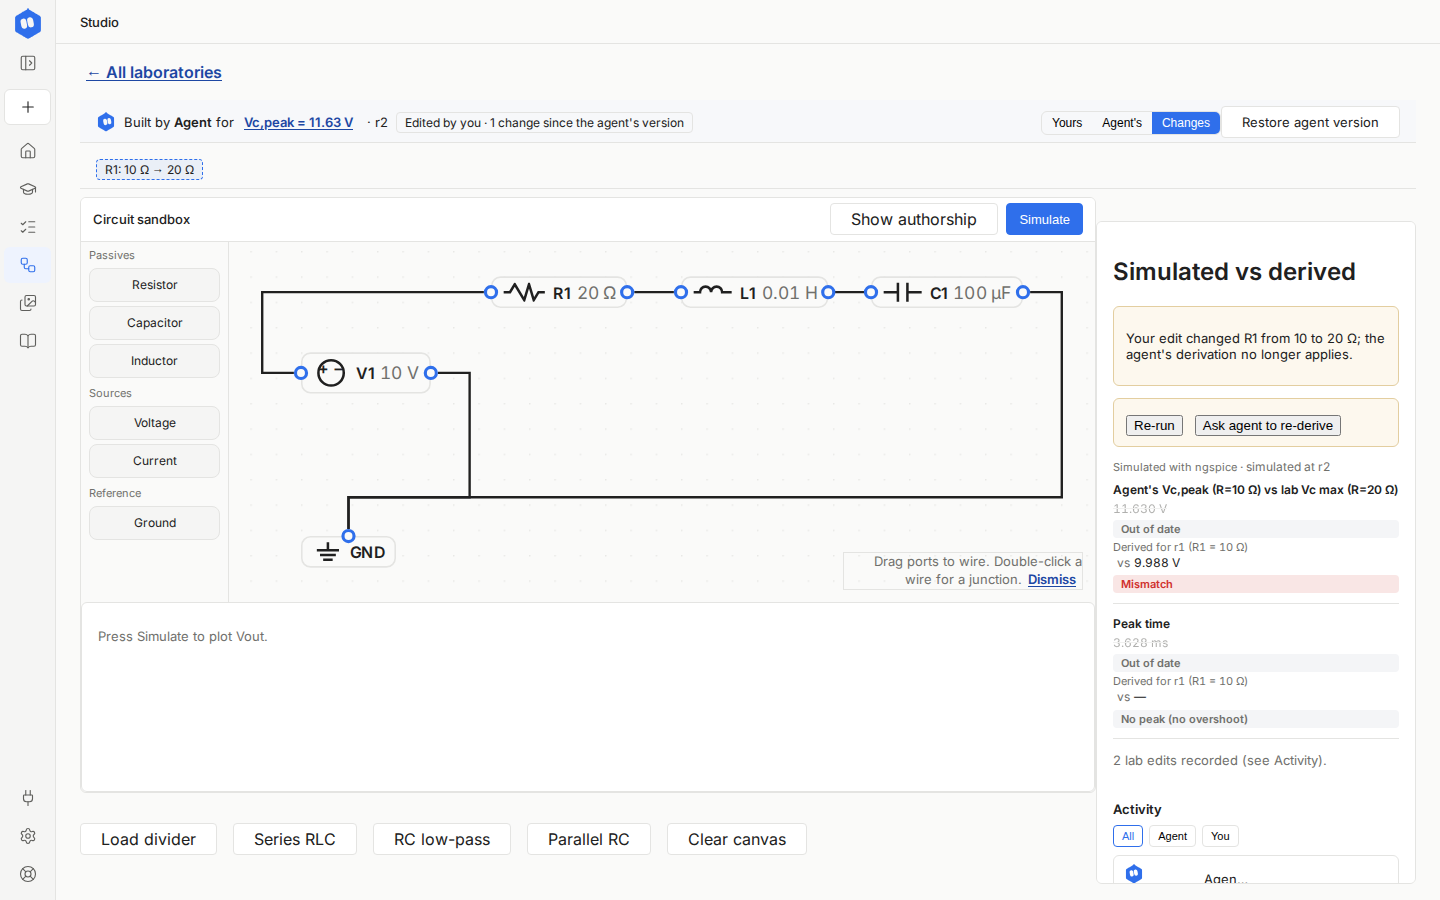 Studio
← All laboratories
Built by Agent for Vc,peak = 11.63 V · r2 Edited by you · 1 change since the agent's version
Yours Agent's Changes Restore agent version
R1: 10 Ω → 20 Ω
Circuit sandbox
Show authorship Simulate
Passives
Resistor
Capacitor
Inductor
Sources
Voltage
Current
Reference
Ground
R1 20 Ω
L1 0.01 H
C1 100 µF
+ −
V1 10 V
GND
Drag ports to wire. Double-click a
wire for a junction. Dismiss
Press Simulate to plot Vout.
Load divider
Series RLC
RC low-pass
Parallel RC
Clear canvas
Simulated vs derived
Your edit changed R1 from 10 to 20 Ω; the
agent's derivation no longer applies.
Re-run Ask agent to re-derive
Simulated with ngspice · simulated at r2
Agent's Vc,peak (R=10 Ω) vs lab Vc max (R=20 Ω)
11.630 V
Out of date
Derived for r1 (R1 = 10 Ω)
vs 9.988 V
Mismatch
Peak time
3.628 ms
Out of date
Derived for r1 (R1 = 10 Ω)
vs —
No peak (no overshoot)
2 lab edits recorded (see Activity).
Activity
All Agent You
Agen...